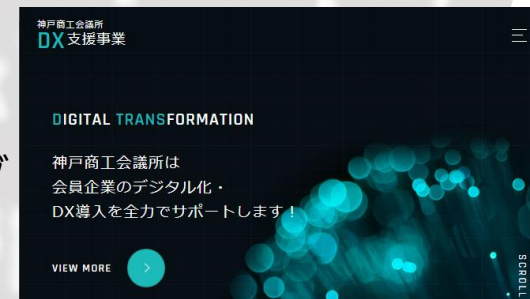 神戸商工会議所
DX支援事業
DIGITAL TRANSFORMATION
神戸商工会議所は
会員企業のデジタル化・
DX導入を全力でサポートします！
VIEW MORE
SCROLL